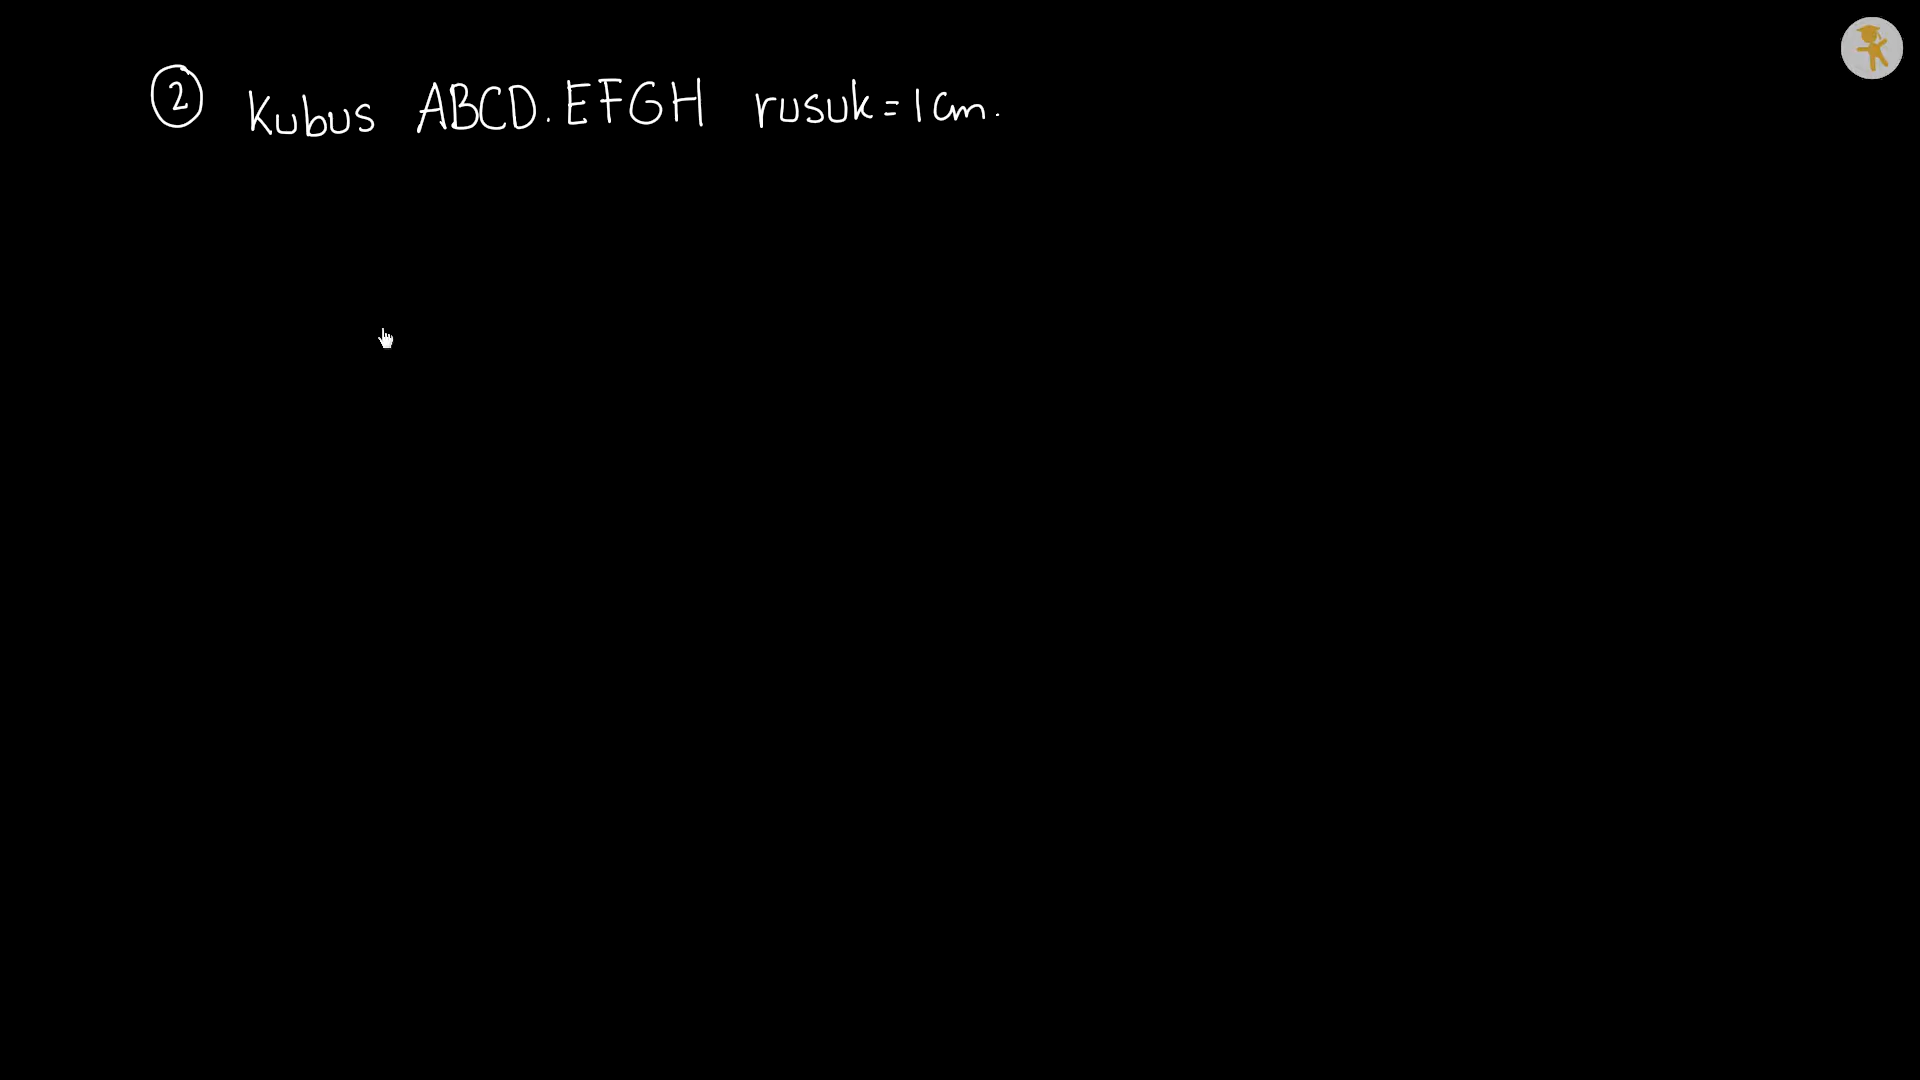 ② Kubus ABCD.EFGH rusuk = 1 cm.